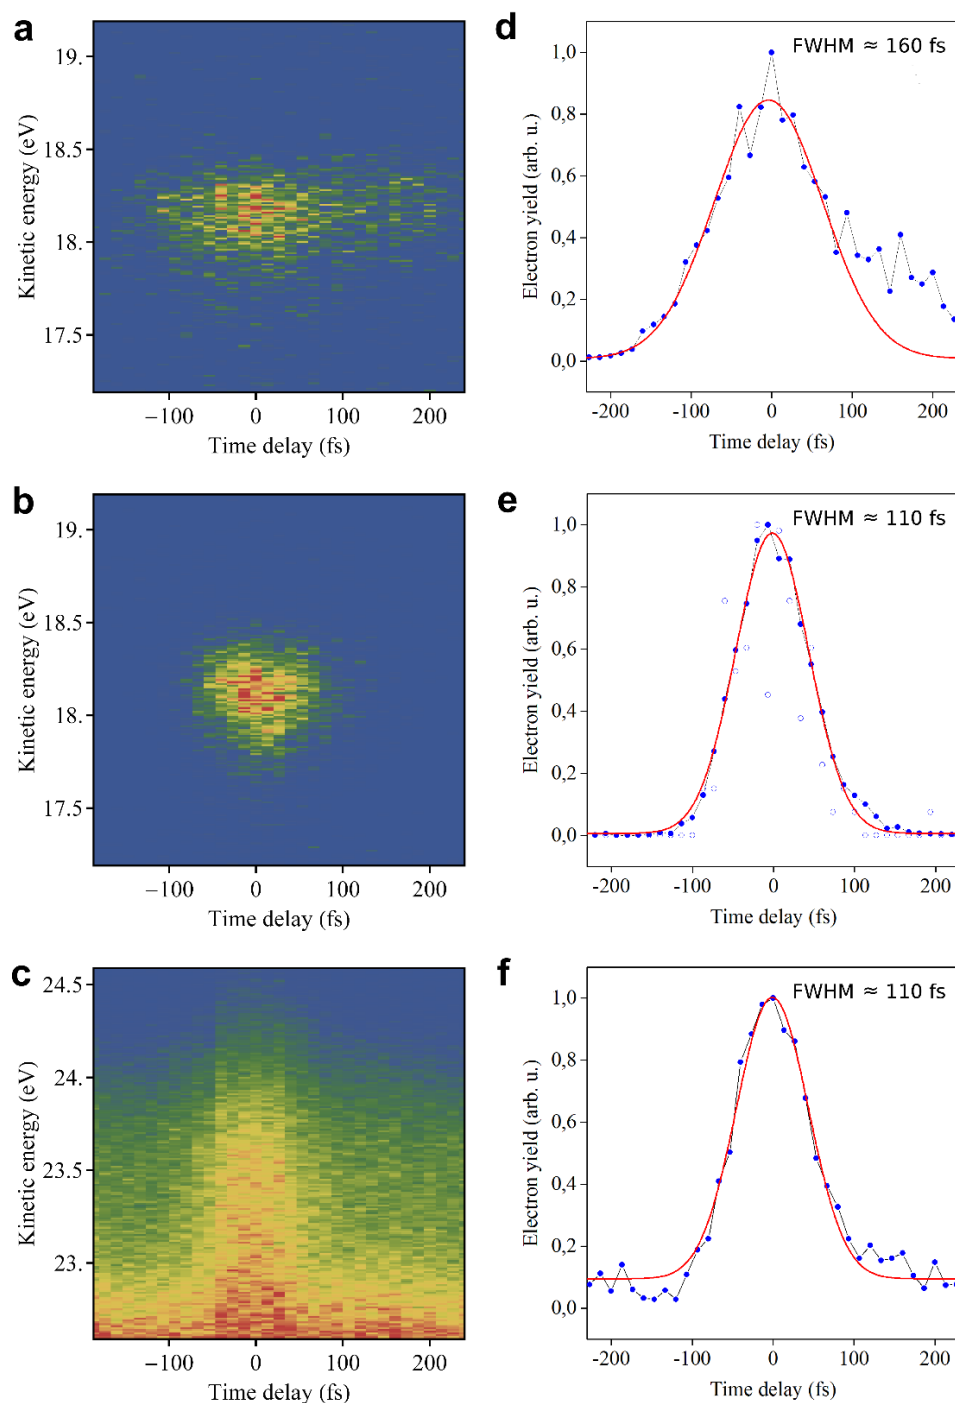 a
19.
18.5
18.
17.5
Kinetic energy (eV)
−100 0 100 200
Time delay (fs)
d
FWHM ≈ 160 fs
1,0
0,8
0,6
0,4
0,2
0,0
Electron yield (arb. u.)
-200 -100 0 100 200
Time delay (fs)
b
19.
18.5
18.
17.5
Kinetic energy (eV)
−100 0 100 200
Time delay (fs)
e
FWHM ≈ 110 fs
1,0
0,8
0,6
0,4
0,2
0,0
Electron yield (arb. u.)
-200 -100 0 100 200
Time delay (fs)
c
24.5
24.
23.5
23.
Kinetic energy (eV)
−100 0 100 200
Time delay (fs)
f
FWHM ≈ 110 fs
1,0
0,8
0,6
0,4
0,2
0,0
Electron yield (arb. u.)
-200 -100 0 100 200
Time delay (fs)